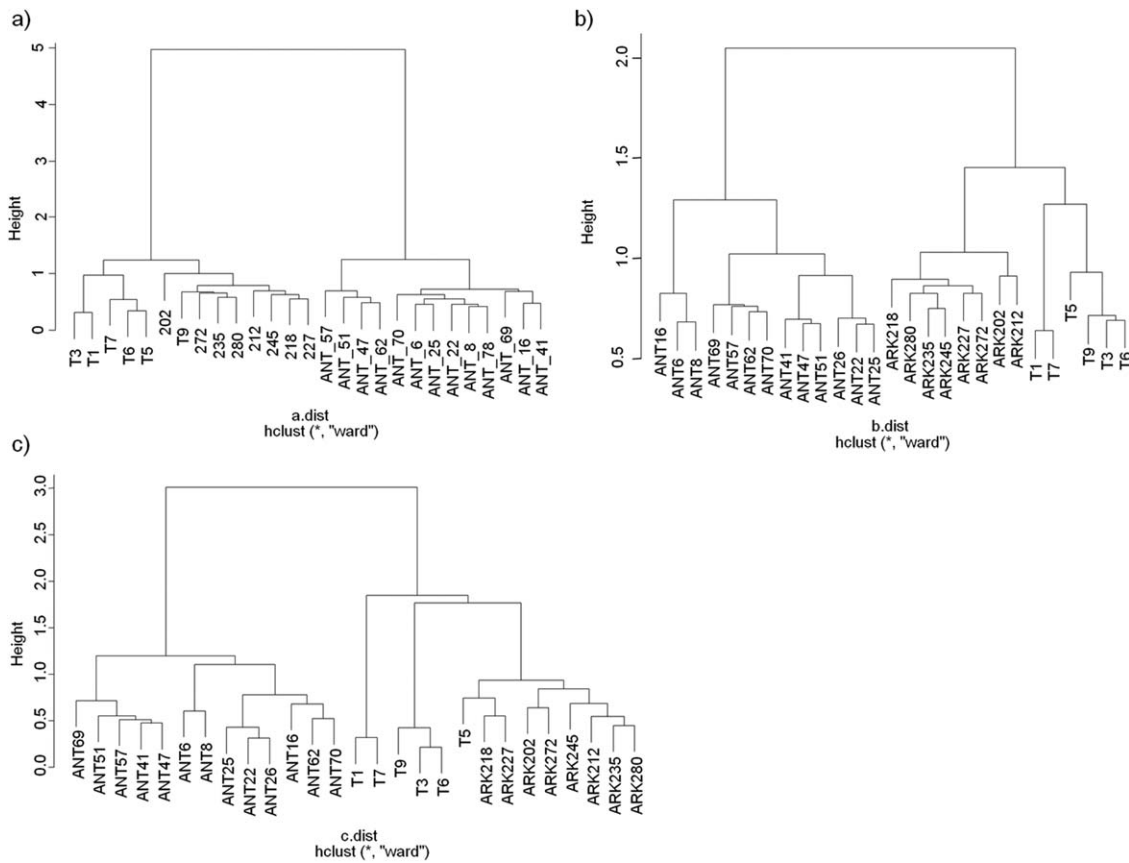 a)
Height
5
4
3
2
1
0
T3
T1
T7
T6
T5
202
T9
272
235
280
212
245
218
227
ANT_57
ANT_51
ANT_47
ANT_62
ANT_70
ANT_6
ANT_25
ANT_22
ANT_8
ANT_78
ANT_69
ANT_16
ANT_41
a.dist
hclust (*, "ward")
b)
Height
2.0
1.5
1.0
0.5
ANT16
ANT6
ANT8
ANT69
ANT57
ANT62
ANT70
ANT41
ANT47
ANT51
ANT26
ANT22
ANT25
ARK218
ARK280
ARK235
ARK245
ARK227
ARK272
ARK202
ARK212
T1
T7
T5
T9
T3
T6
b.dist
hclust (*, "ward")
c)
Height
3.0
2.5
2.0
1.5
1.0
0.5
0.0
ANT69
ANT51
ANT57
ANT41
ANT47
ANT6
ANT8
ANT25
ANT22
ANT26
ANT16
ANT62
ANT70
T1
T7
T9
T3
T6
T5
ARK218
ARK227
ARK202
ARK272
ARK245
ARK212
ARK235
ARK280
c.dist
hclust (*, "ward")